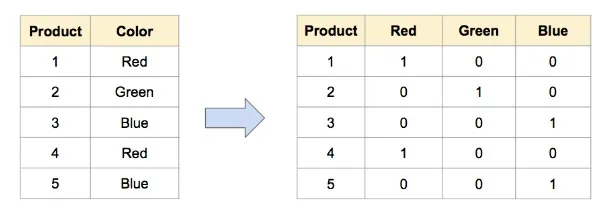 Product Color
1 Red
2 Green
3 Blue
4 Red
5 Blue
Product Red Green Blue
1 1 0 0
2 0 1 0
3 0 0 1
4 1 0 0
5 0 0 1